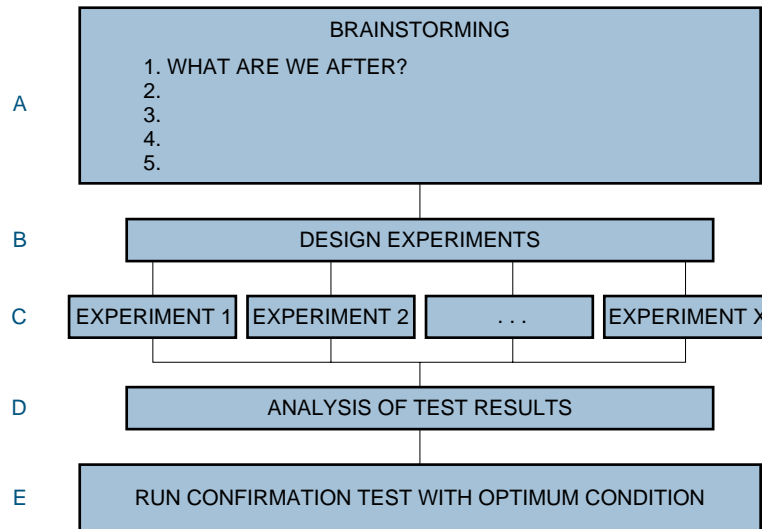 BRAINSTORMING
1. WHAT ARE WE AFTER?
2.
3.
4.
5.
A
B
DESIGN EXPERIMENTS
C
EXPERIMENT 1
EXPERIMENT 2
. . .
EXPERIMENT X
D
ANALYSIS OF TEST RESULTS
E
RUN CONFIRMATION TEST WITH OPTIMUM CONDITION